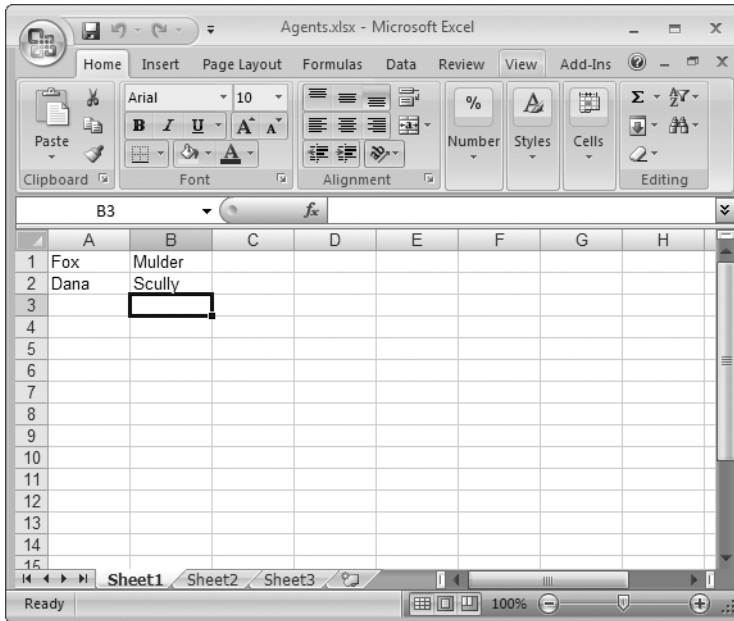 Agents.xlsx - Microsoft Excel
Home Insert Page Layout Formulas Data Review View Add-Ins
Paste
Clipboard
Arial 10
B I U A A
A
Font
Alignment
%
Number
Styles
Cells
Σ
Editing
B3 fx
A B C D E F G H
1 Fox Mulder
2 Dana Scully
3
4
5
6
7
8
9
10
11
12
13
14
15
Sheet1 Sheet2 Sheet3
Ready 100%